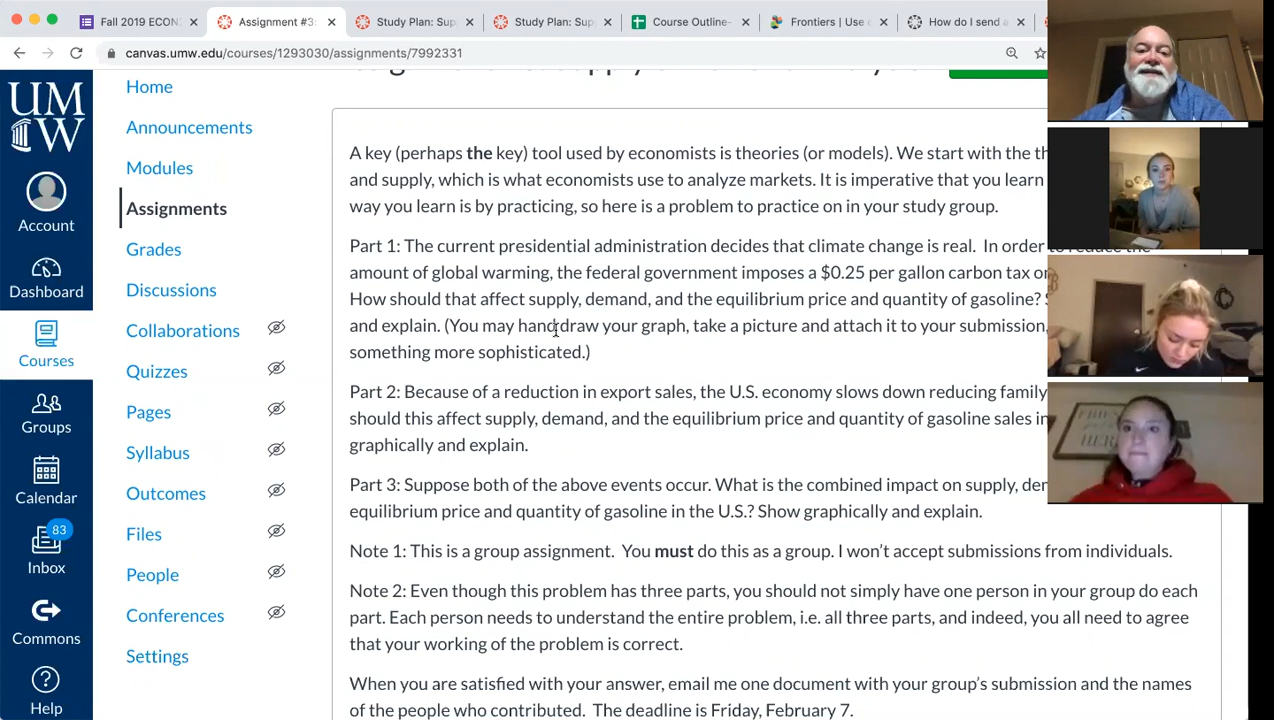 Fall 2019 ECON
Assignment #3:
Study Plan: Sup
Study Plan: Sup
Course Outline-
Frontiers | Use
How do I send a
canvas.umw.edu/courses/1293030/assignments/7992331
UMW
Account
Dashboard
Courses
Groups
Calendar
83
Inbox
Commons
Help
Home
Announcements
Modules
Assignments
Grades
Discussions
Collaborations
Quizzes
Pages
Syllabus
Outcomes
Files
People
Conferences
Settings
A key (perhaps the key) tool used by economists is theories (or models). We start with the th
and supply, which is what economists use to analyze markets. It is imperative that you learn
way you learn is by practicing, so here is a problem to practice on in your study group.
Part 1: The current presidential administration decides that climate change is real. In order to reduce the
amount of global warming, the federal government imposes a $0.25 per gallon carbon tax on
How should that affect supply, demand, and the equilibrium price and quantity of gasoline?
and explain. (You may hand draw your graph, take a picture and attach it to your submission,
something more sophisticated.)
Part 2: Because of a reduction in export sales, the U.S. economy slows down reducing family
should this affect supply, demand, and the equilibrium price and quantity of gasoline sales in
graphically and explain.
Part 3: Suppose both of the above events occur. What is the combined impact on supply, de
equilibrium price and quantity of gasoline in the U.S.? Show graphically and explain.
Note 1: This is a group assignment. You must do this as a group. I won't accept submissions from individuals.
Note 2: Even though this problem has three parts, you should not simply have one person in your group do each
part. Each person needs to understand the entire problem, i.e. all three parts, and indeed, you all need to agree
that your working of the problem is correct.
When you are satisfied with your answer, email me one document with your group's submission and the names
of the people who contributed. The deadline is Friday, February 7.